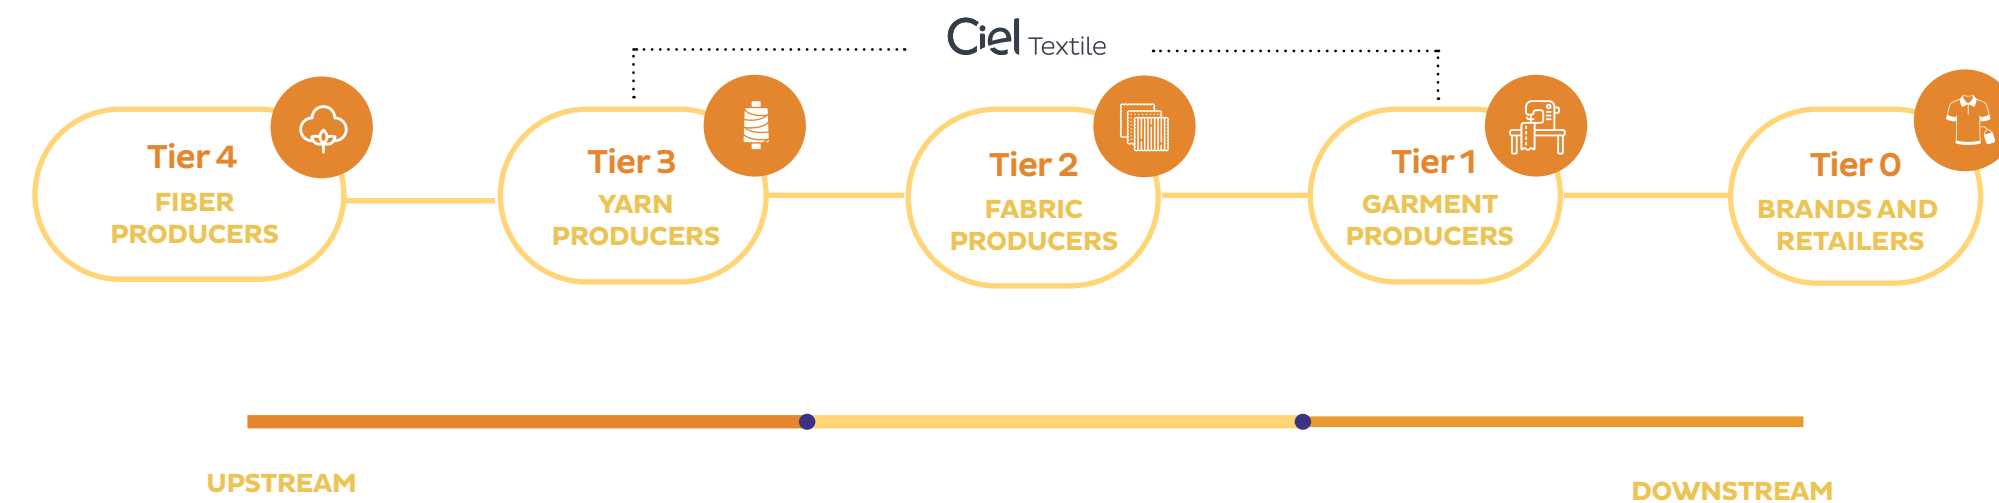 Ciel Textile
Tier 4
FIBER
PRODUCERS
Tier 3
YARN
PRODUCERS
Tier 2
FABRIC
PRODUCERS
Tier 1
GARMENT
PRODUCERS
Tier 0
BRANDS AND
RETAILERS
UPSTREAM
DOWNSTREAM